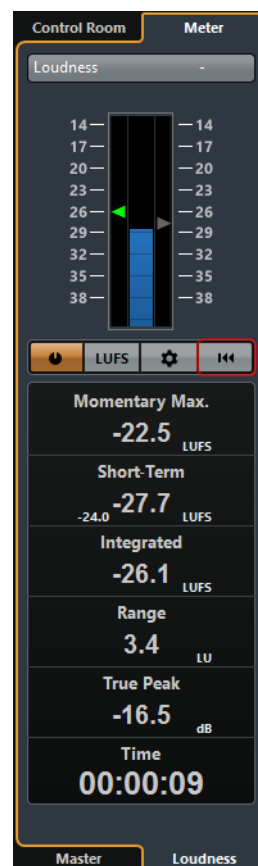 Control Room Meter
Loudness -
14 14
17 17
20 20
23 23
26 26
29 29
32 32
35 35
38 38
LUFS
Momentary Max.
-22.5 LUFS
Short-Term
-24.0 -27.7 LUFS
Integrated
-26.1 LUFS
Range
3.4 LU
True Peak
-16.5 dB
Time
00:00:09
Master Loudness